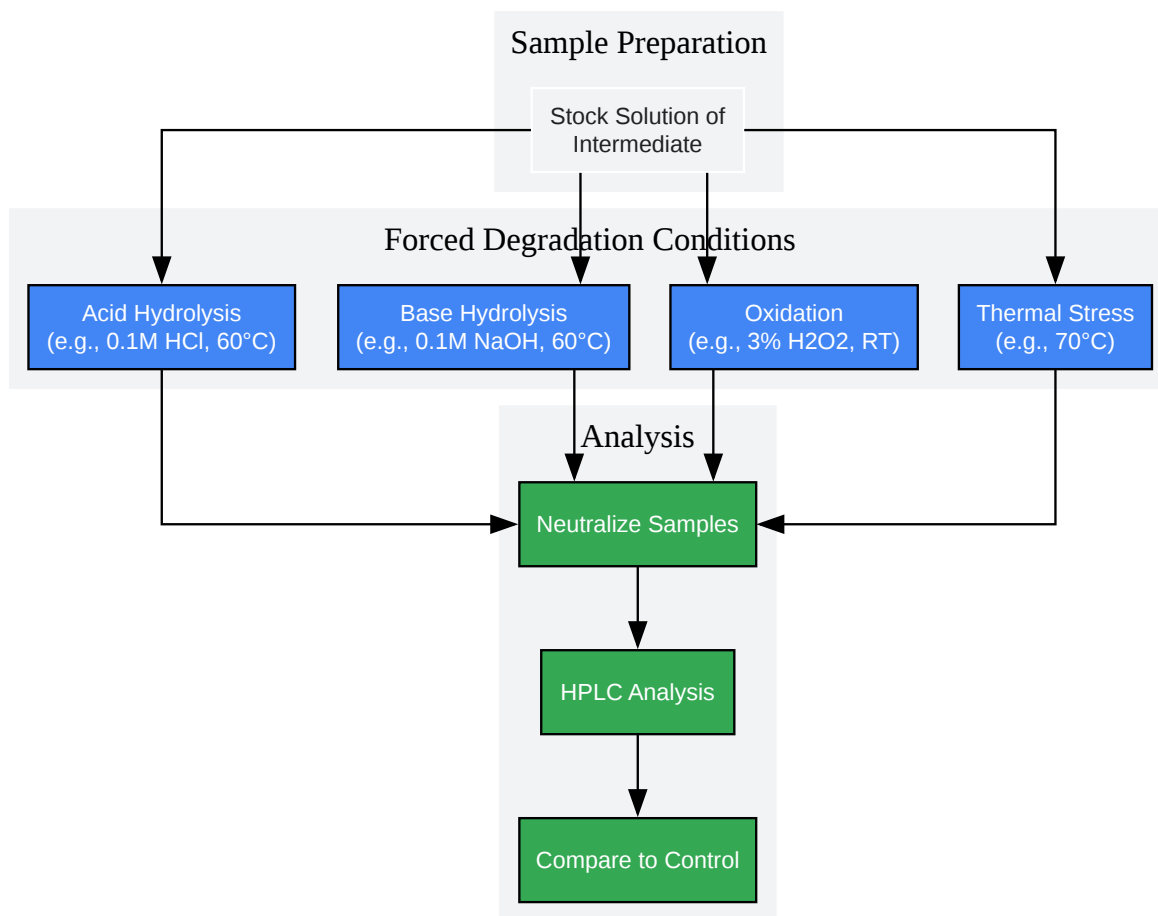 Sample Preparation
Stock Solution of
Intermediate
Forced Degradation Conditions
Acid Hydrolysis
(e.g., 0.1M HCl, 60°C)
Base Hydrolysis
(e.g., 0.1M NaOH, 60°C)
Oxidation
(e.g., 3% H2O2, RT)
Thermal Stress
(e.g., 70°C)
Analysis
Neutralize Samples
HPLC Analysis
Compare to Control